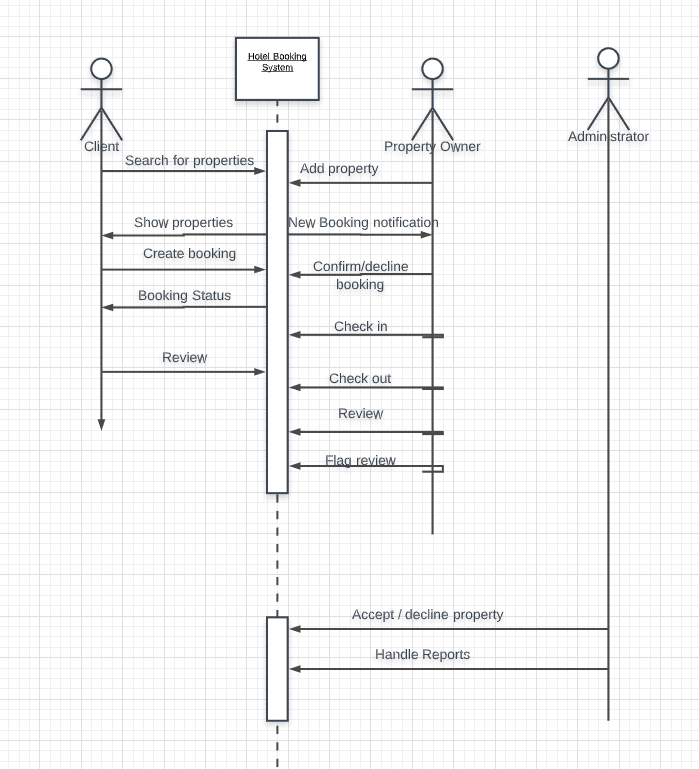 Hotel Booking
System
Client
Property Owner
Administrator
Search for properties
Add property
Show properties
New Booking notification
Create booking
Confirm/decline
booking
Booking Status
Check in
Review
Check out
Review
Flag review
Accept / decline property
Handle Reports